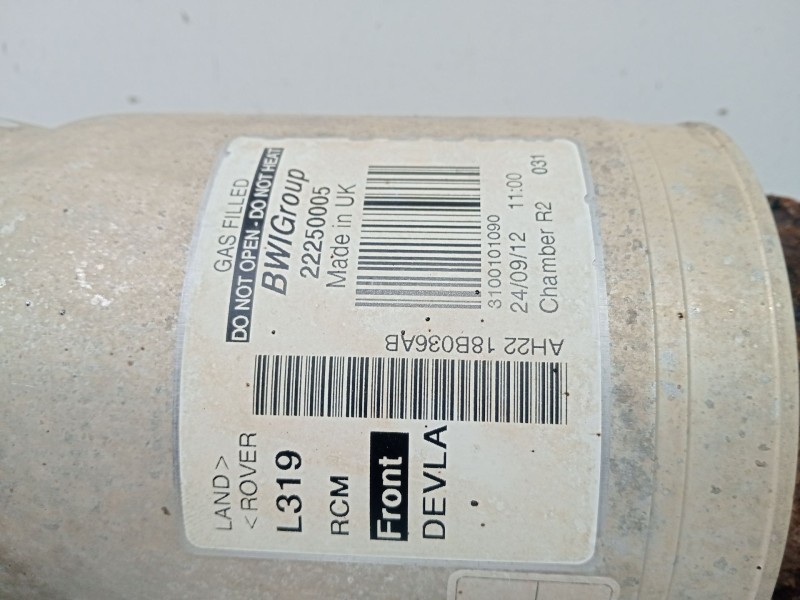 GAS FILLED
DO NOT OPEN - DO NOT HEAT
BWIGroup
22250005
Made in UK
3100101090
24/09/12 11:00
Chamber R2 031
AH22 18B036AB
LAND>
<ROVER
L319
RCM
Front
DEVLA